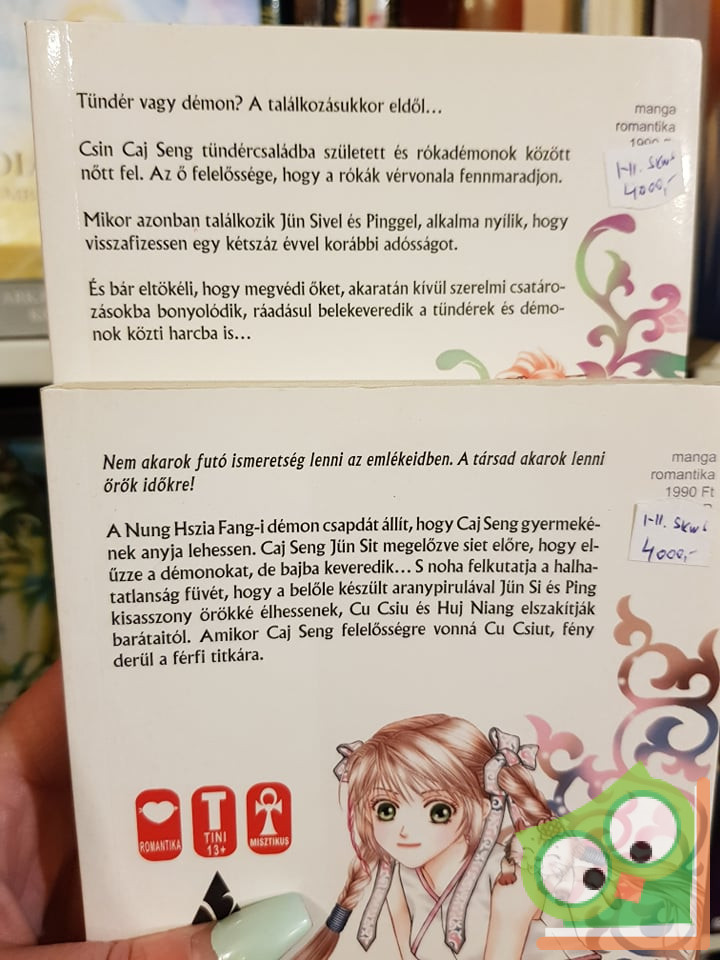 Tündér vagy démon? A találkozásukkor eldől...
manga
romantika
1990
I-II. SKW
4000,-
Csin Caj Seng tündércsaládba született és rókadémonok között
nőtt fel. Az ő felelőssége, hogy a rókák vérvonala fennmaradjon.
Mikor azonban találkozik Jün Sivel és Pinggel, alkalma nyílik, hogy
visszafizessen egy kétszáz évvel korábbi adósságot.
És bár eltökéli, hogy megvédi őket, akaratán kívül szerelmi csatáro-
zásokba bonyolódik, ráadásul belekeveredik a tündérek és démo-
nok közti harcba is...
Nem akarok futó ismeretség lenni az emlékeidben. A társad akarok lenni
örök időkre!
manga
romantika
1990 Ft
I-II. SKW
4000,-
A Nung Hszia Fang-i démon csapdát állít, hogy Caj Seng gyermeké-
nek anyja lehessen. Caj Seng Jün Sit megelőzve siet előre, hogy el-
űzze a démonokat, de bajba keveredik... S noha felkutatja a halha-
tatlanság füvét, hogy a belőle készült aranypirulával Jün Si és Ping
kisasszony örökké élhessenek, Cu Csiu és Huj Niang elszakítják
barátaitól. Amikor Caj Seng felelősségre vonná Cu Csiut, fény
derül a férfi titkára.
ROMANTIKA
T
TINI
13+
MISZTIKUS